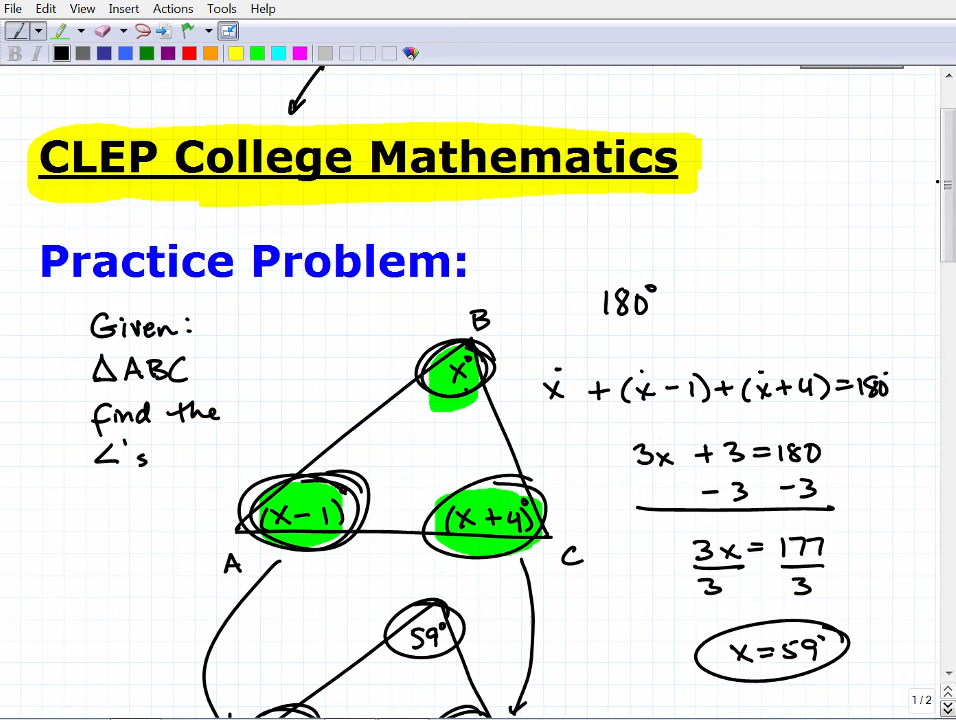 File Edit View Insert Actions Tools Help
B I
CLEP College Mathematics
Practice Problem:
Given:
△ABC
find the
∠'s
B
x°
(x - 1)
(x + 4)°
A
C
59°
180°
x + (x - 1) + (x + 4) = 180°
3x + 3 = 180
- 3 - 3
3x = 177
3 3
x = 59°
1 / 2